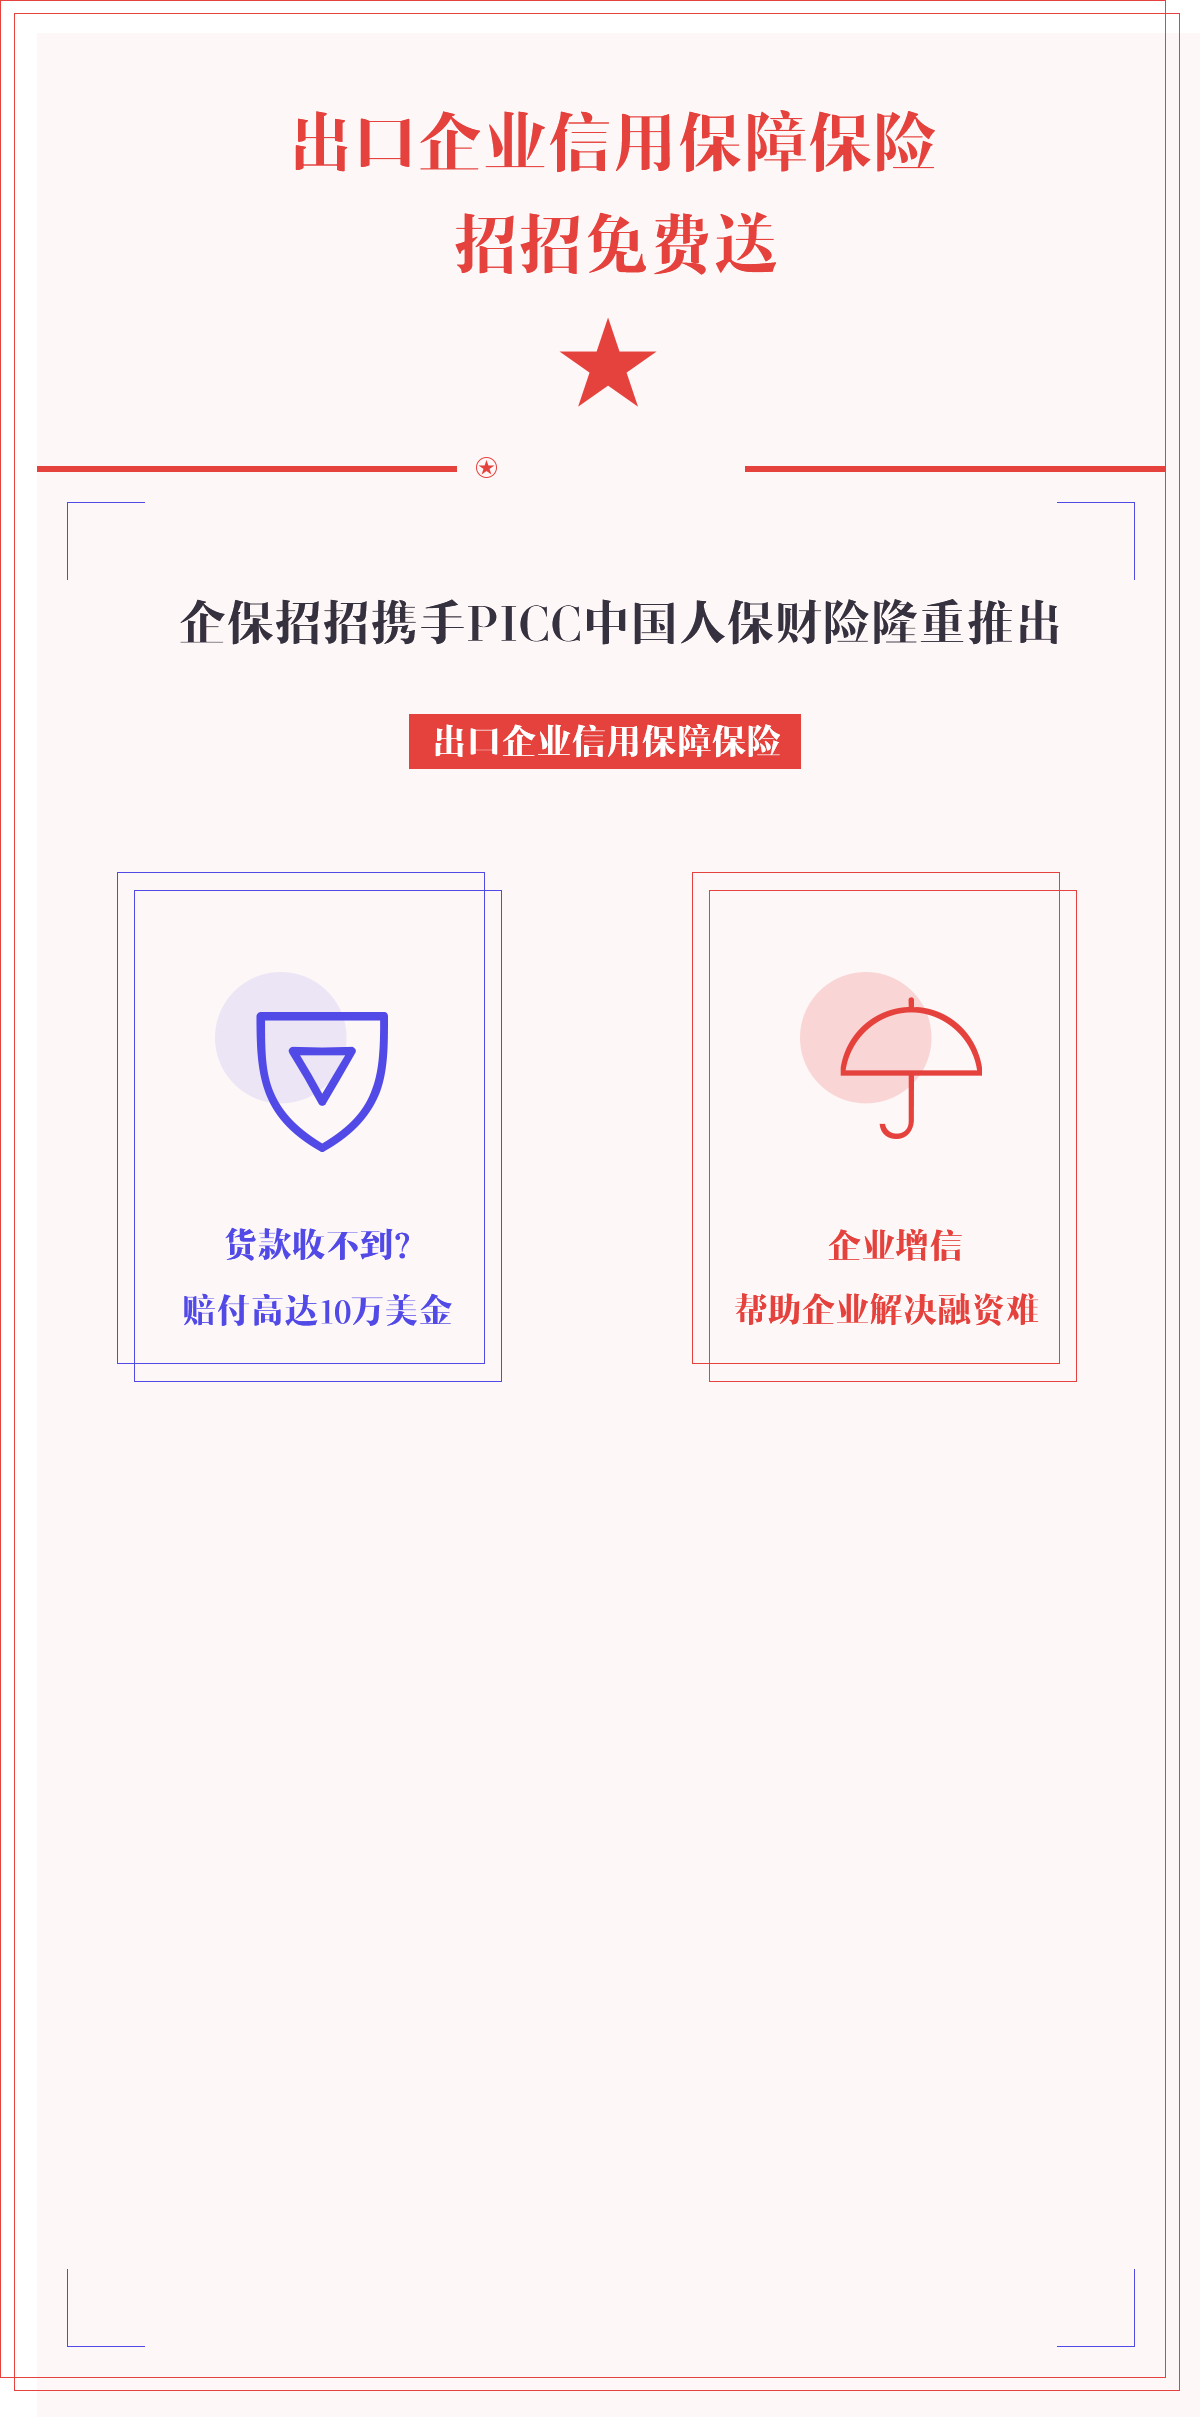 出口企业信用保障保险
招招免费送
企保招招携手PICC中国人保财险隆重推出
出口企业信用保障保险
货款收不到?
赔付高达10万美金
企业增信
帮助企业解决融资难